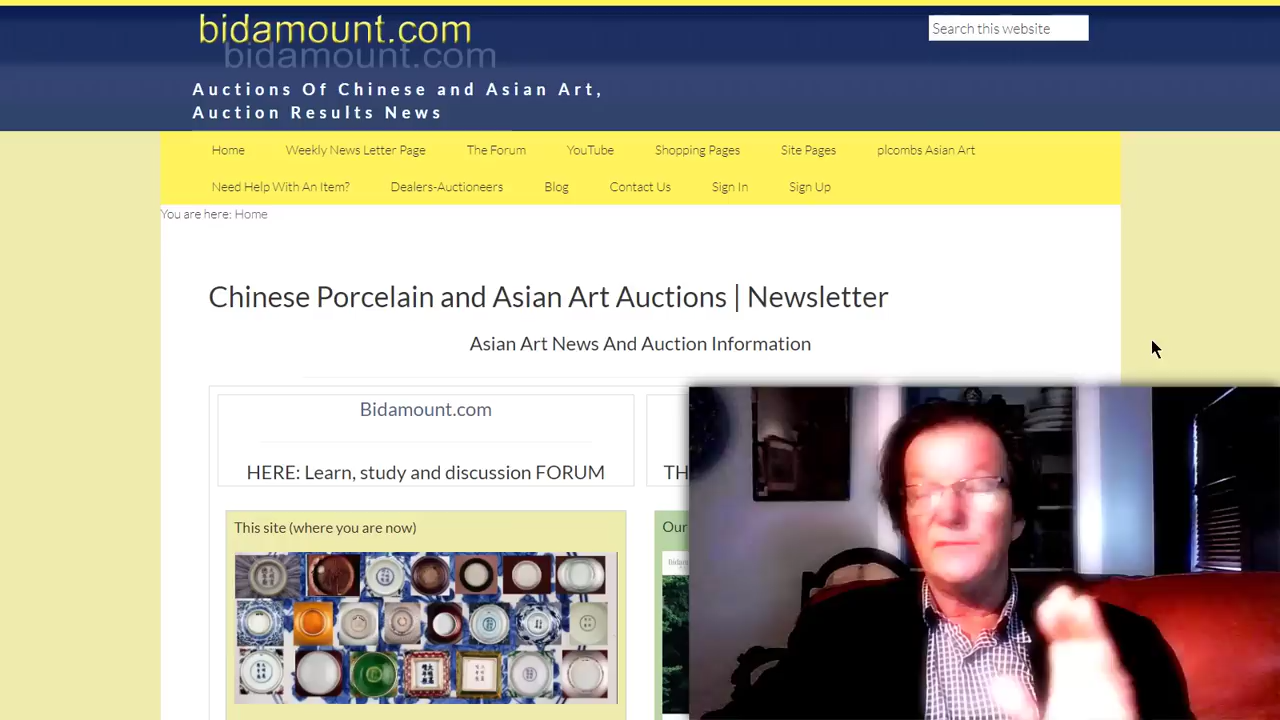 bidamount.com
bidamount.com
Search this website
Auctions Of Chinese and Asian Art,
Auction Results News
Home Weekly News Letter Page The Forum YouTube Shopping Pages Site Pages plcombs Asian Art
Need Help With An Item? Dealers-Auctioneers Blog Contact Us Sign In Sign Up
You are here: Home
Chinese Porcelain and Asian Art Auctions | Newsletter
Asian Art News And Auction Information
Bidamount.com
HERE: Learn, study and discussion FORUM
TH
This site (where you are now)
Our
Bidam